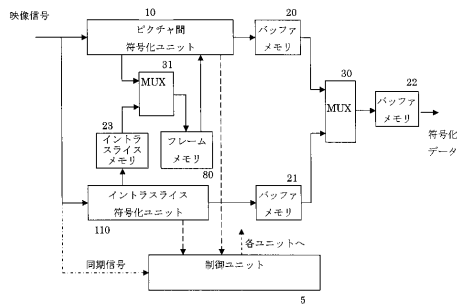 映像信号
10
ピクチャ間
符号化ユニット
20
バッファ
メモリ
31
MUX
30
MUX
22
バッファ
メモリ
符号化
データ
23
イントラ
スライス
メモリ
フレーム
メモリ
80
イントラスライス
符号化ユニット
110
21
バッファ
メモリ
各ユニットへ
同期信号
制御ユニット
5